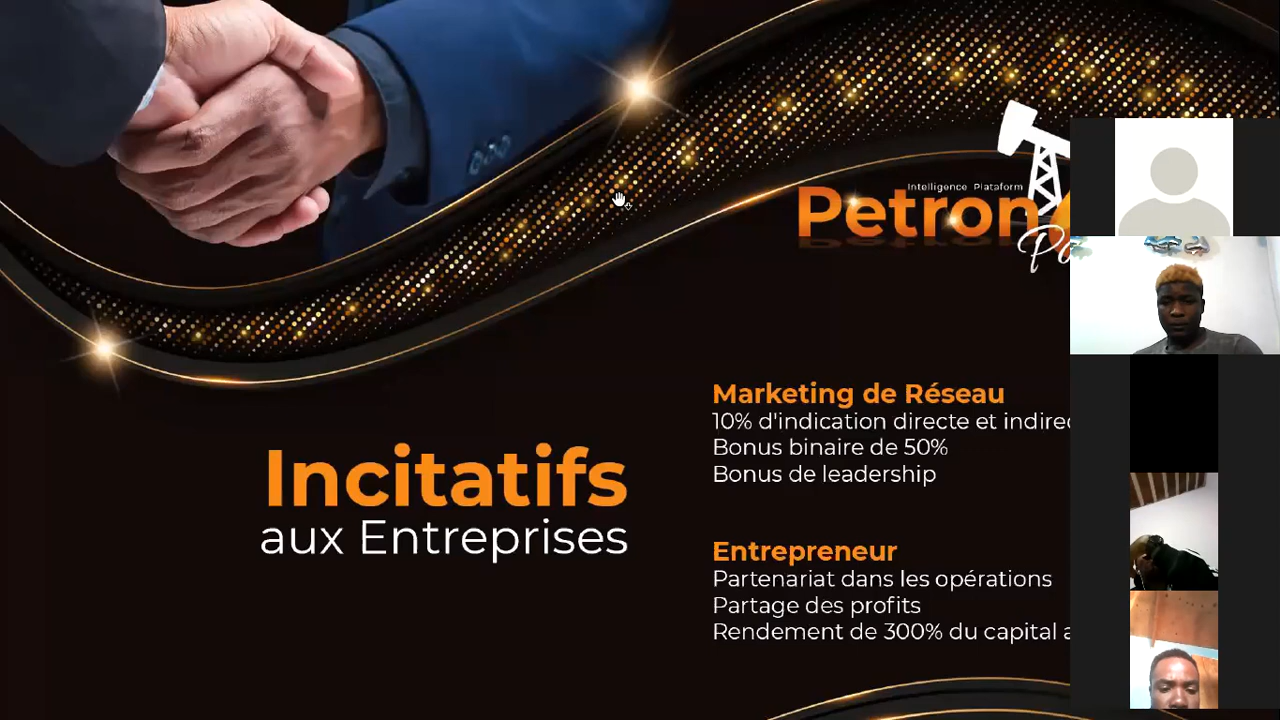 Intelligence Plataform
Petron
Incitatifs
aux Entreprises
Marketing de Réseau
10% d'indication directe et
Bonus binaire de 50%
Bonus de leadership
Entrepreneur
Partenariat dans les opérations
Partage des profits
Rendement de 300% du capital